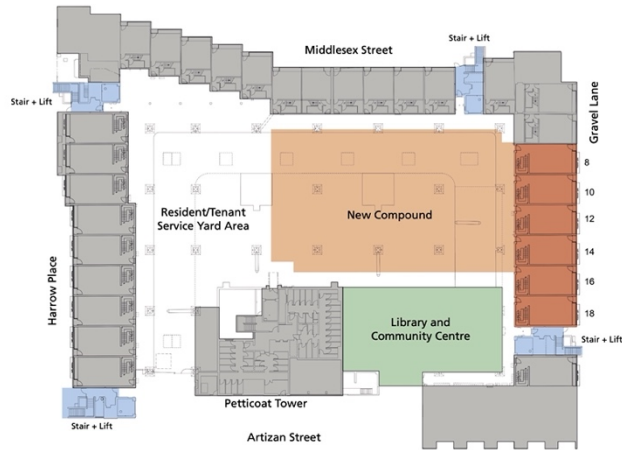 Middlesex Street
Stair + Lift
Stair + Lift
Gravel Lane
8
10
12
14
16
18
Resident/Tenant
Service Yard Area
New Compound
Harrow Place
Library and
Community Centre
Stair + Lift
Petticoat Tower
Stair + Lift
Artizan Street